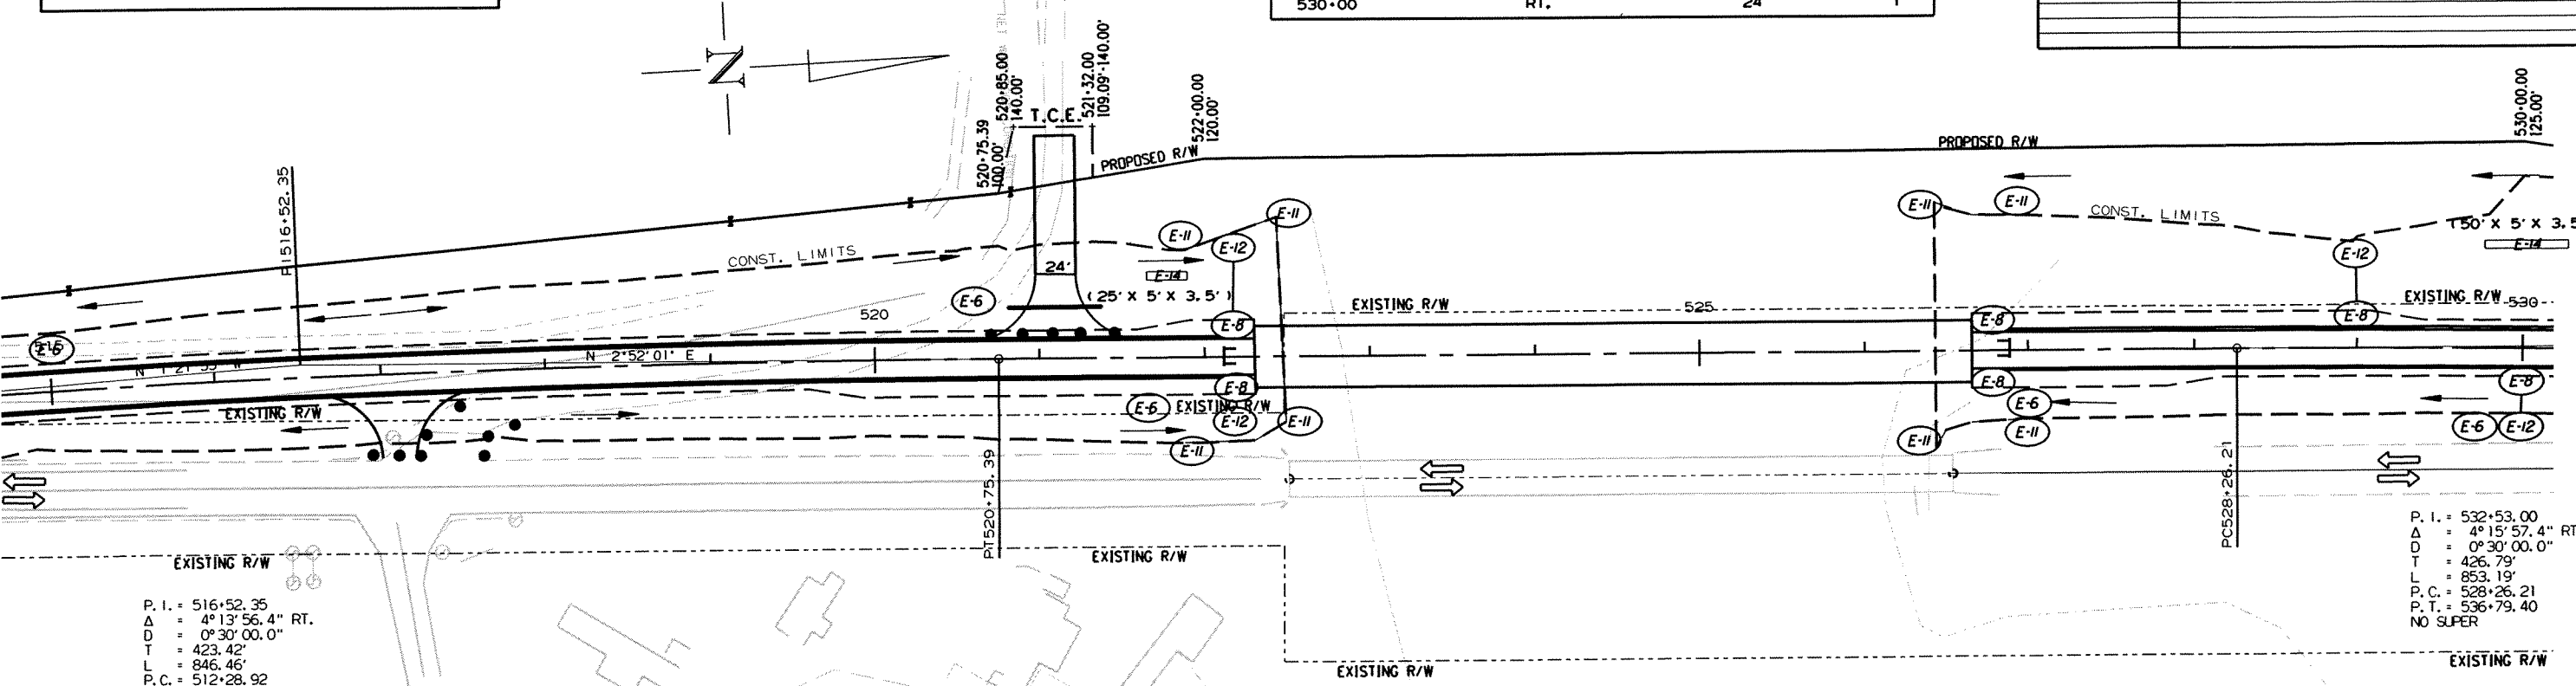 530+00 RT. 24 1
N
520+75.39
100.00'
520+85.00
140.00'
T.C.E.
521+32.00
109.09'-140.00'
522+00.00
120.00'
530+00.00
125.00'
PROPOSED R/W
PROPOSED R/W
PI516+52.35
CONST. LIMITS
CONST. LIMITS
24'
E-6
E-11
E-12
E-11
E-14
(25' X 5' X 3.5')
E-8
E-11
E-11
E-12
(50' X 5' X 3.5
E-14
EXISTING R/W
EXISTING R/W
520
525
530
E-8
E-8
E-6
N 2°52'01" E
EXISTING R/W
E-8
E-6
EXISTING R/W
E-12
E-11
E-11
E-8
E-6
E-11
E-11
E-8
E-6
E-12
PT520+75.39
PC528+26.21
EXISTING R/W
EXISTING R/W
EXISTING R/W
EXISTING R/W
P.I. = 516+52.35
Δ = 4°13'56.4" RT.
D = 0°30'00.0"
T = 423.42'
L = 846.46'
P.C. = 512+28.92
P.I. = 532+53.00
Δ = 4°15'57.4" RT
D = 0°30'00.0"
T = 426.79'
L = 853.19'
P.C. = 528+26.21
P.T. = 536+79.40
NO SUPER